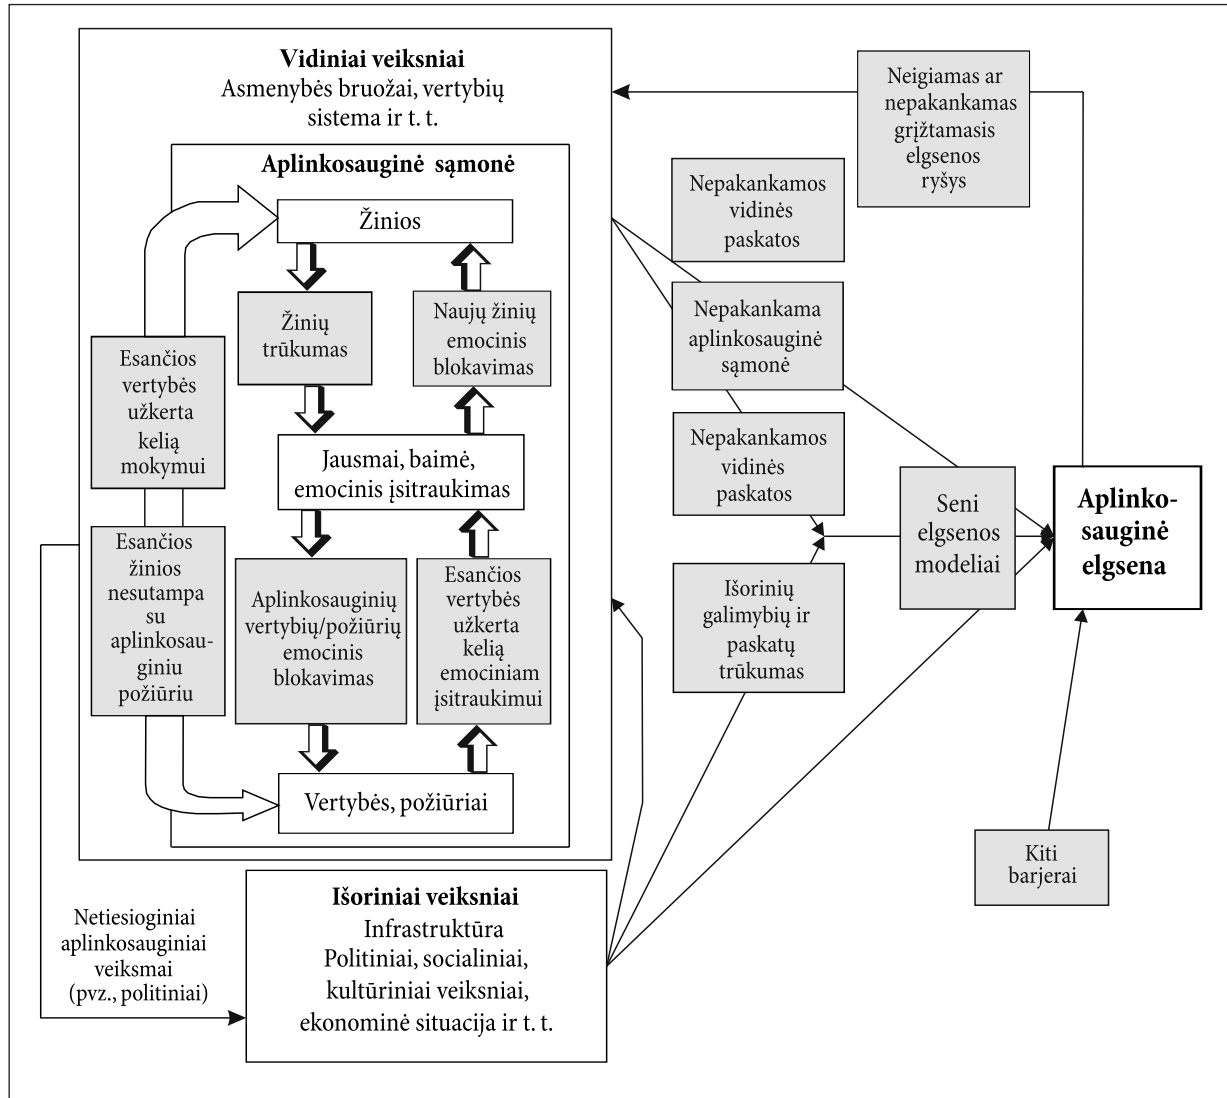 Vidiniai veiksniai
Asmenybės bruožai, vertybių
sistema ir t. t.
Aplinkosauginė sąmonė
Žinios
Žinių
trūkumas
Naujų žinių
emocinis
blokavimas
Esančios
vertybės
užkerta
kelią
mokymui
Jausmai, baimė,
emocinis įsitraukimas
Esančios
žinios
nesutampa
su
aplinkosau-
giniu
požiūriu
Aplinkosauginių
vertybių/požiūrių
emocinis
blokavimas
Esančios
vertybės
užkerta
kelią
emociniam
įsitraukimui
Vertybės, požiūriai
Išoriniai veiksniai
Infrastruktūra
Politiniai, socialiniai,
kultūriniai veiksniai,
ekonominė situacija ir t. t.
Netiesioginiai
aplinkosauginiai
veiksmai
(pvz., politiniai)
Neigiamas ar
nepakankamas
grįžtamasis
elgsenos
ryšys
Nepakankamos
vidinės
paskatos
Nepakankama
aplinkosauginė
sąmonė
Nepakankamos
vidinės
paskatos
Išorinių
galimybių ir
paskatų
trūkumas
Seni
elgsenos
modeliai
Aplinko-
sauginė
elgsena
Kiti
barjerai